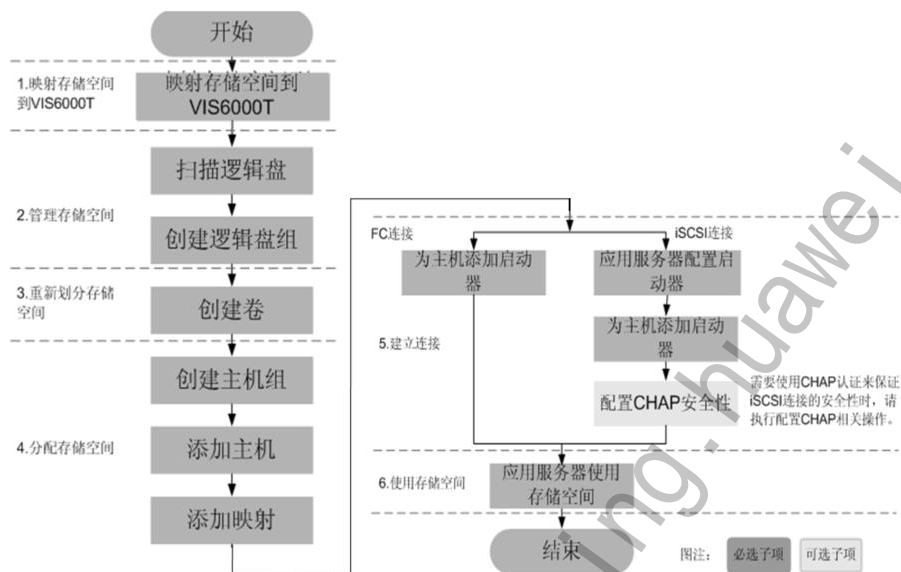 开始
1.映射存储空间
到VIS6000T
映射存储空间到
VIS6000T
扫描逻辑盘
2.管理存储空间
创建逻辑盘组
3.重新划分存储
空间
创建卷
创建主机组
4.分配存储空间
添加主机
添加映射
FC连接
iSCSI连接
为主机添加启动
器
应用服务器配置启
动器
5.建立连接
为主机添加启动
器
配置CHAP安全性
需要使用CHAP认证来保证
iSCSI连接的安全性时，请
执行配置CHAP相关操作。
6.使用存储空间
应用服务器使用
存储空间
结束
图注：
必选子项
可选子项
ing.huawei